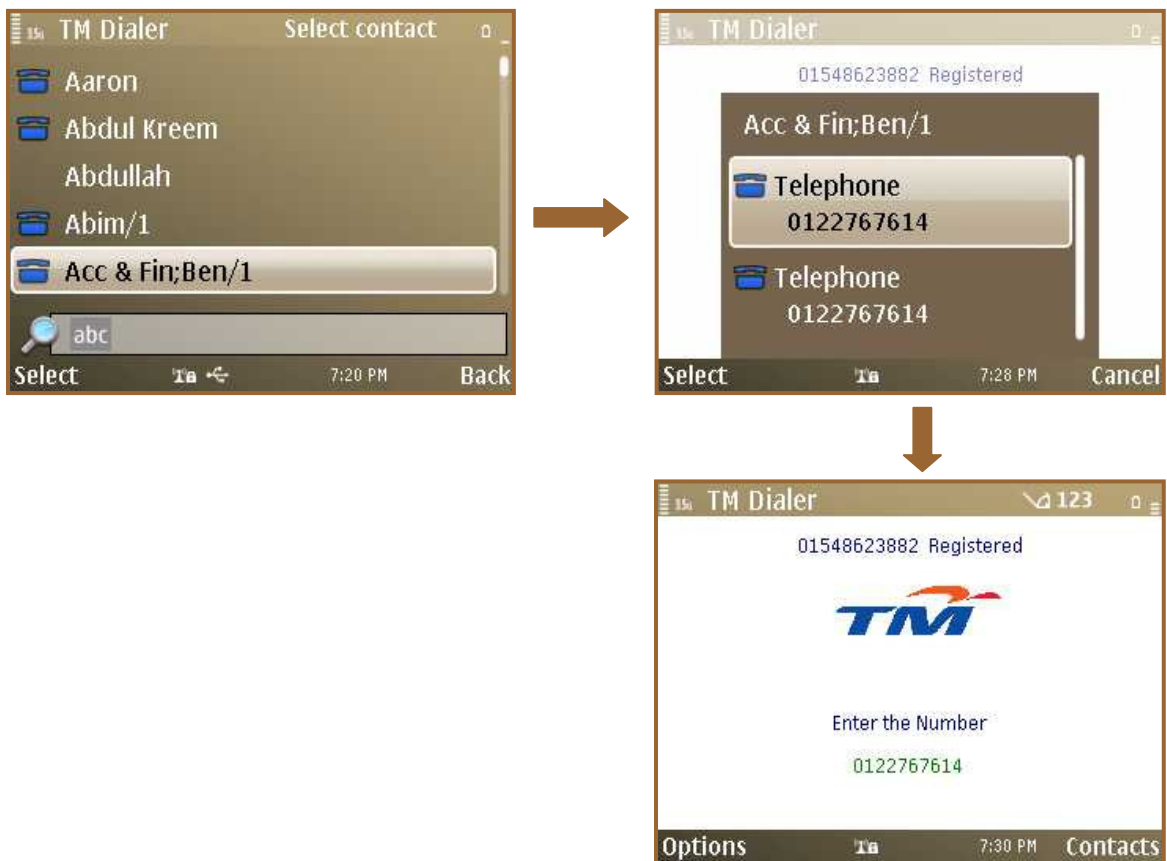 TM Dialer Select contact
Aaron
Abdul Kreem
Abdullah
Abim/1
Acc & Fin;Ben/1
abc
Select 7:20 PM Back
TM Dialer
01548623882 Registered
Acc & Fin;Ben/1
Telephone
0122767614
Telephone
0122767614
Select 7:28 PM Cancel
TM Dialer 123
01548623882 Registered
TM
Enter the Number
0122767614
Options 7:30 PM Contacts